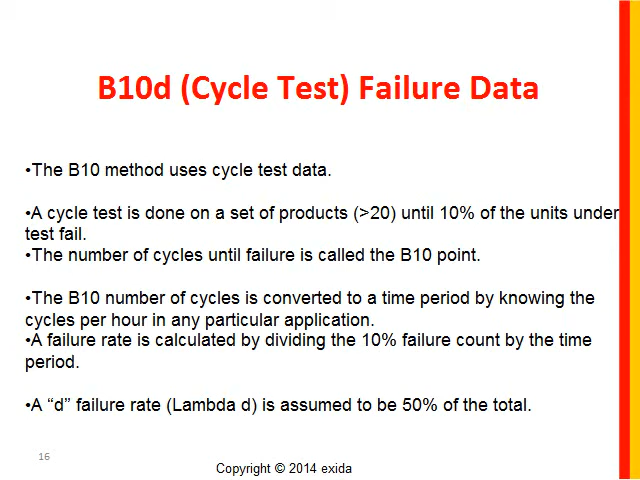 B10d (Cycle Test) Failure Data
•The B10 method uses cycle test data.
•A cycle test is done on a set of products (>20) until 10% of the units under
test fail.
•The number of cycles until failure is called the B10 point.
•The B10 number of cycles is converted to a time period by knowing the
cycles per hour in any particular application.
•A failure rate is calculated by dividing the 10% failure count by the time
period.
•A “d” failure rate (Lambda d) is assumed to be 50% of the total.
16
Copyright © 2014 exida